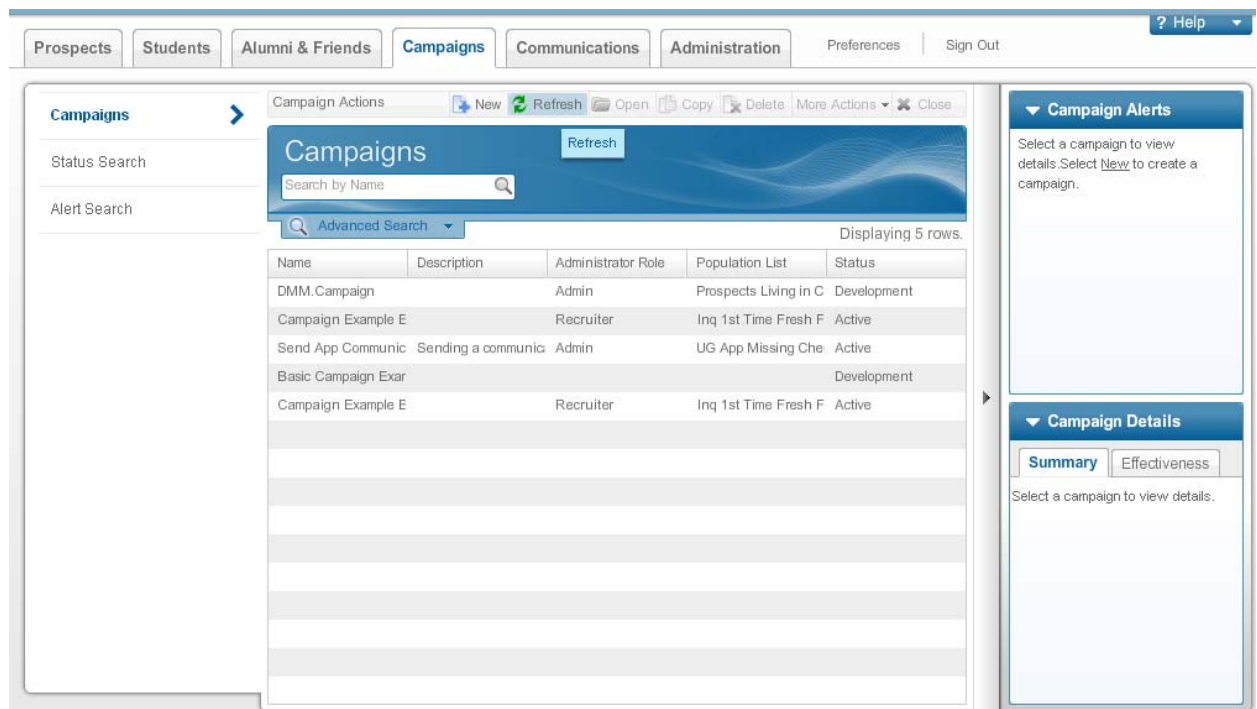 ? Help
Prospects Students Alumni & Friends Campaigns Communications Administration Preferences Sign Out
Campaigns
Status Search
Alert Search
Campaign Actions New Refresh Open Copy Delete More Actions Close
Refresh
Campaigns
Search by Name
Advanced Search
Displaying 5 rows.
Name Description Administrator Role Population List Status
DMM.Campaign Admin Prospects Living in C Development
Campaign Example E Recruiter Inq 1st Time Fresh F Active
Send App Communic Sending a communica Admin UG App Missing Che Active
Basic Campaign Exar Development
Campaign Example E Recruiter Inq 1st Time Fresh F Active
Campaign Alerts
Select a campaign to view
details.Select New to create a
campaign.
Campaign Details
Summary Effectiveness
Select a campaign to view details.